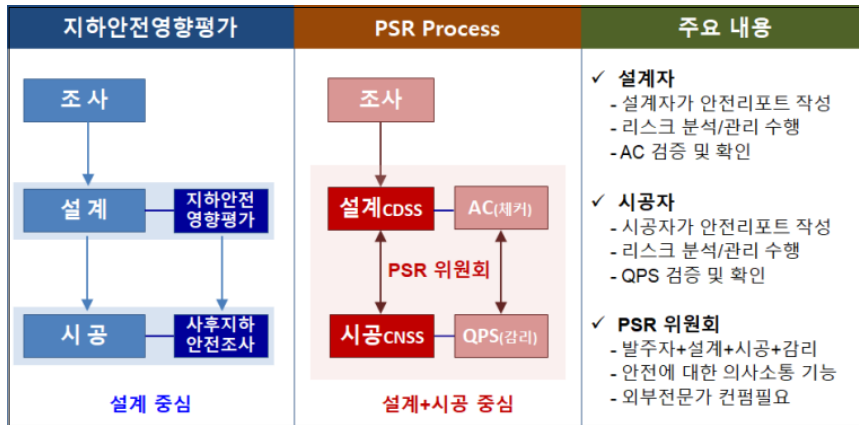 지하안전영향평가
조 사
설 계
지하안전
영향평가
시 공
사후지하
안전조사
설계 중심
PSR Process
조사
설계CDSS
AC(체커)
PSR 위원회
시공CNSS
QPS(감리)
설계+시공 중심
주요 내용
✓ 설계자
- 설계자가 안전리포트 작성
- 리스크 분석/관리 수행
- AC 검증 및 확인
✓ 시공자
- 시공자가 안전리포트 작성
- 리스크 분석/관리 수행
- QPS 검증 및 확인
✓ PSR 위원회
- 발주자+설계+시공+감리
- 안전에 대한 의사소통 기능
- 외부전문가 컨펌필요